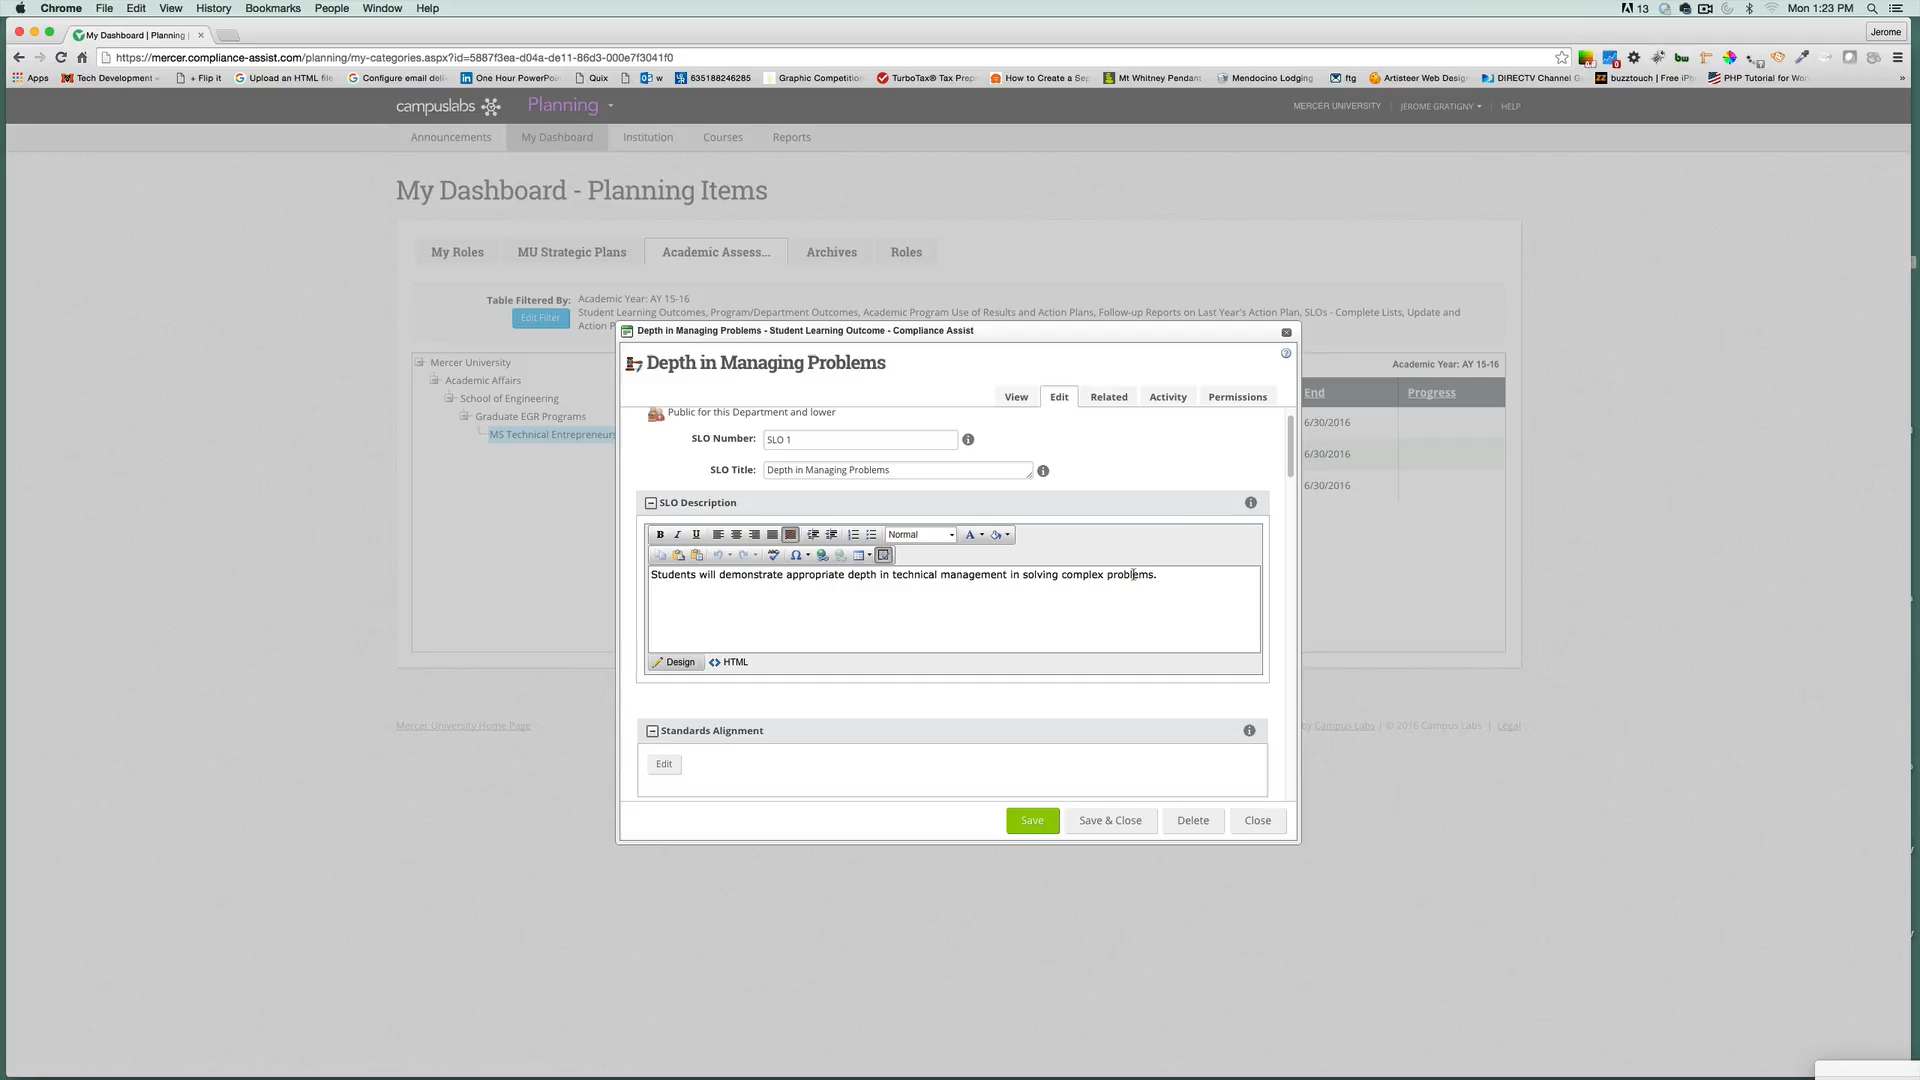 Chrome File Edit View History Bookmarks People Window Help 13 Mon 1:23 PM
My Dashboard | Planning | Jerome
https://mercer.compliance-assist.com/planning/my-categories.aspx?id=5887f3ea-d04a-de11-86d3-000e7f3041f0
Apps Tech Development + Flip it Upload an HTML file Configure email deli One Hour PowerPoin Quix w 635188246285 Graphic Competition TurboTax® Tax Prep How to Create a Sep Mt Whitney Pendant Mendocino Lodging ftg Artisteer Web Desig DIRECTV Channel G buzztouch | Free iPh PHP Tutorial for Wor »
campuslabs Planning MERCER UNIVERSITY JEROME GRATIGNY HELP
Announcements My Dashboard Institution Courses Reports
My Dashboard - Planning Items
My Roles MU Strategic Plans Academic Assess... Archives Roles
Table Filtered By: Academic Year: AY 15-16
Edit Filter Student Learning Outcomes, Program/Department Outcomes, Academic Program Use of Results and Action Plans, Follow-up Reports on Last Year's Action Plan, SLOs - Complete Lists, Update and
Action P
Depth in Managing Problems - Student Learning Outcome - Compliance Assist
Mercer University
Academic Affairs
School of Engineering
Graduate EGR Programs
MS Technical Entrepreneurs
Academic Year: AY 15-16
End Progress
6/30/2016
6/30/2016
6/30/2016
Depth in Managing Problems
View Edit Related Activity Permissions
Public for this Department and lower
SLO Number: SLO 1
SLO Title: Depth in Managing Problems
SLO Description
B I U Normal A
ABC Ω
Students will demonstrate appropriate depth in technical management in solving complex problems.
Design HTML
Standards Alignment
Edit
Save Save & Close Delete Close
Mercer University Home Page by Campus Labs | © 2016 Campus Labs | Legal